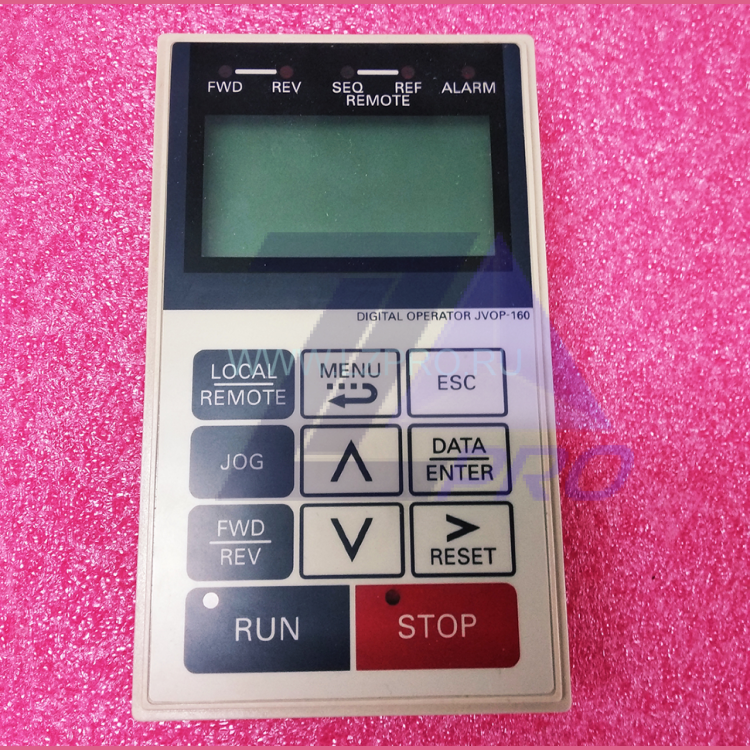 FWD REV SEQ REF ALARM
REMOTE
DIGITAL OPERATOR JVOP-160
LOCAL MENU ESC
REMOTE
JOG DATA
ENTER
FWD >
REV RESET
RUN STOP
PRO